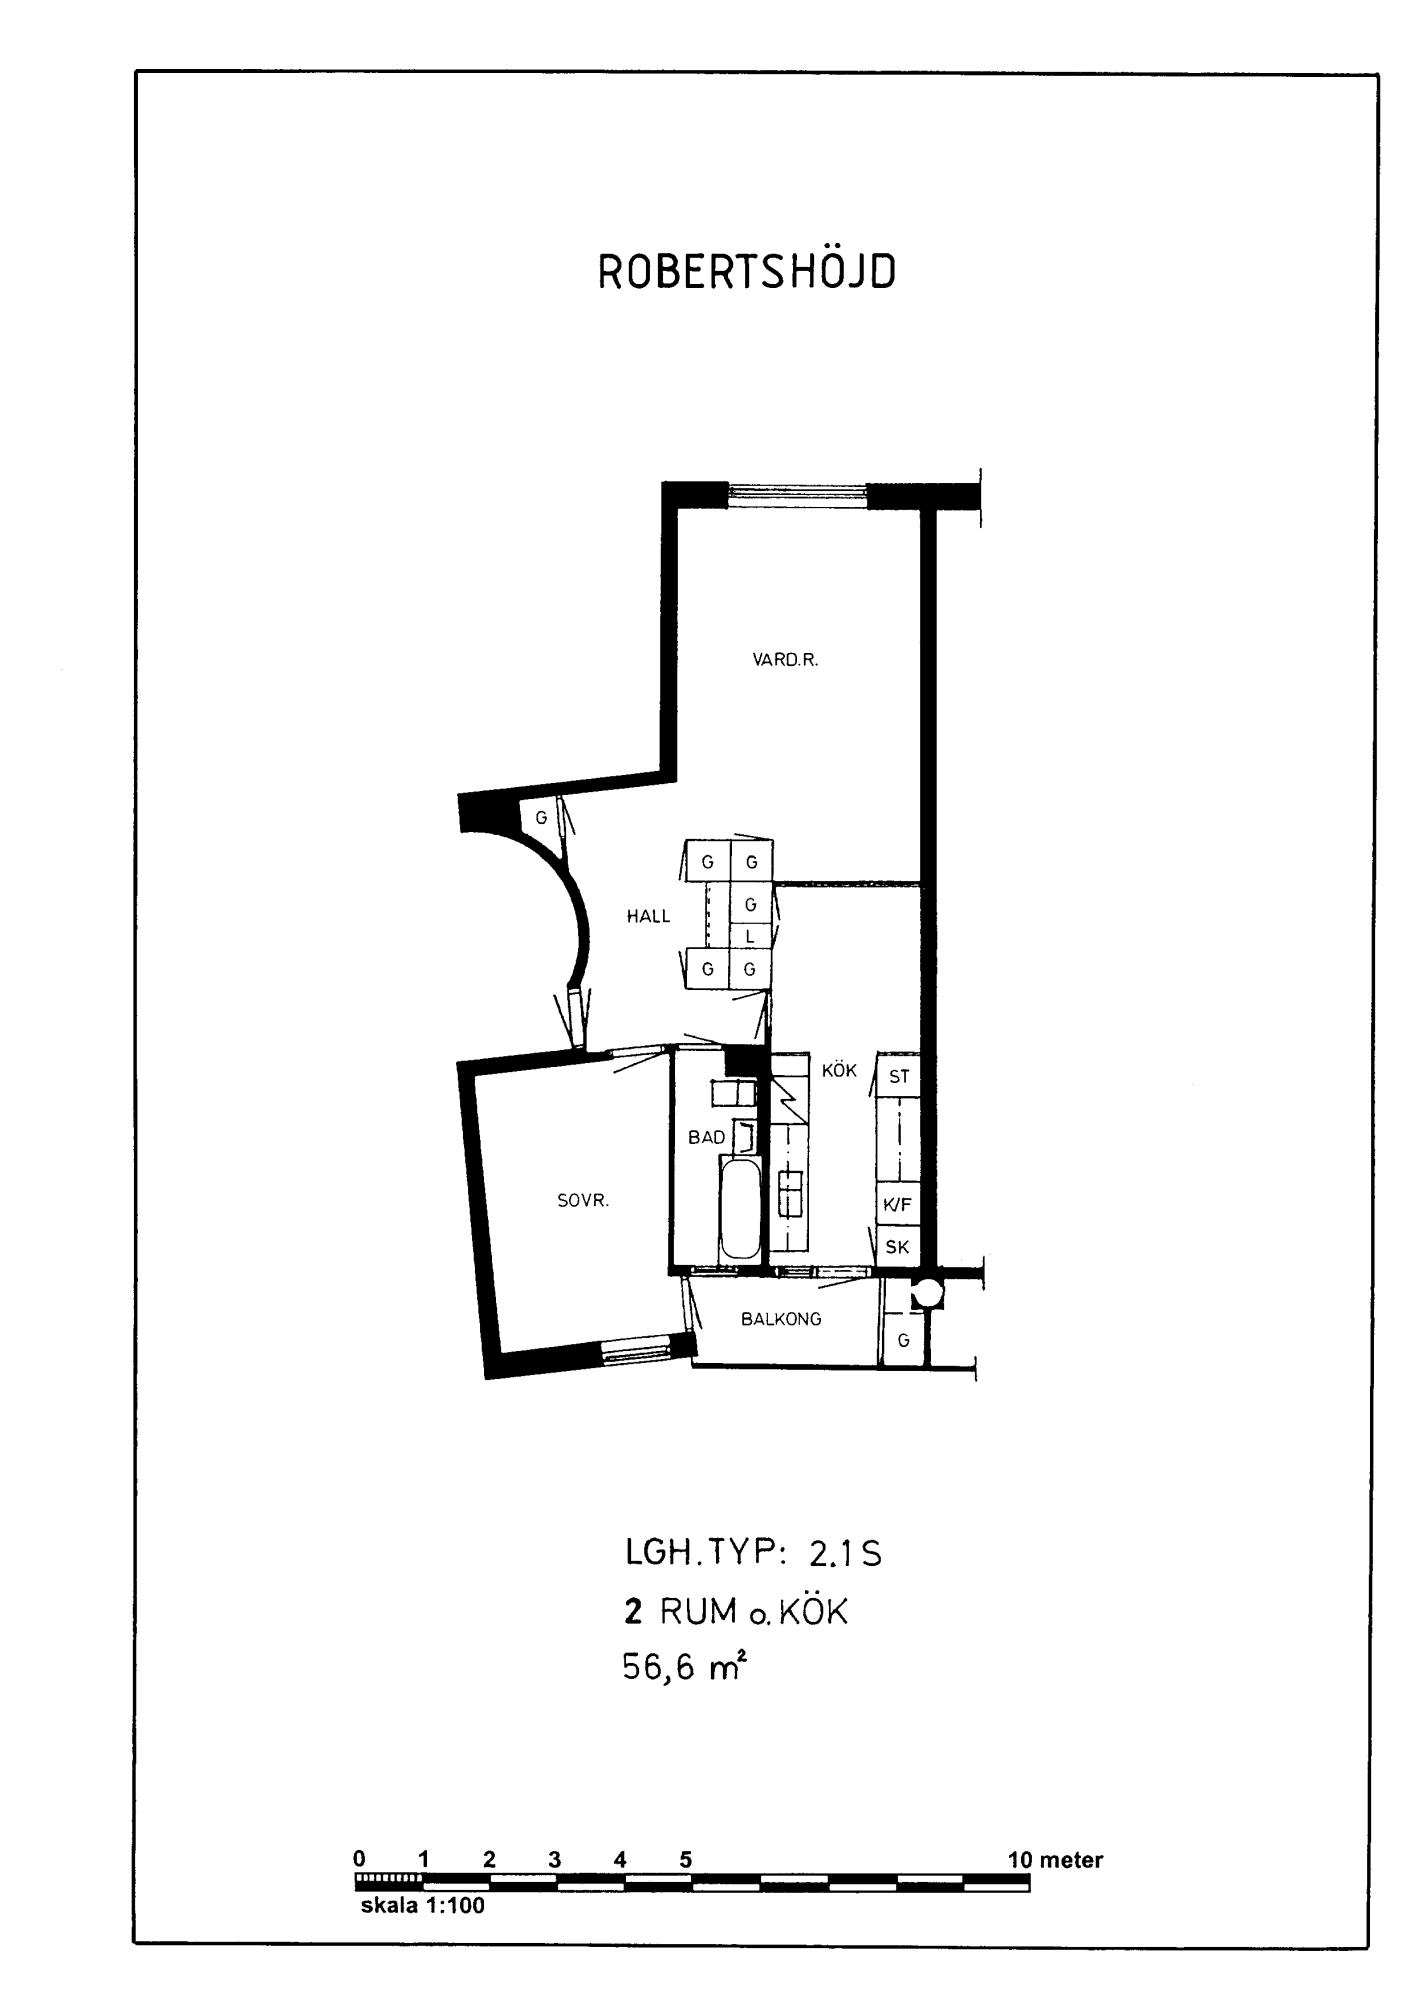 ROBERTSHÖJD
VARD.R.
G
G G
HALL
G
L
G G
KÖK
ST
BAD
SOVR.
K/F
SK
BALKONG
G
LGH.TYP: 2.1 S
2 RUM o. KÖK
56,6 m²
0 1 2 3 4 5 10 meter
skala 1:100